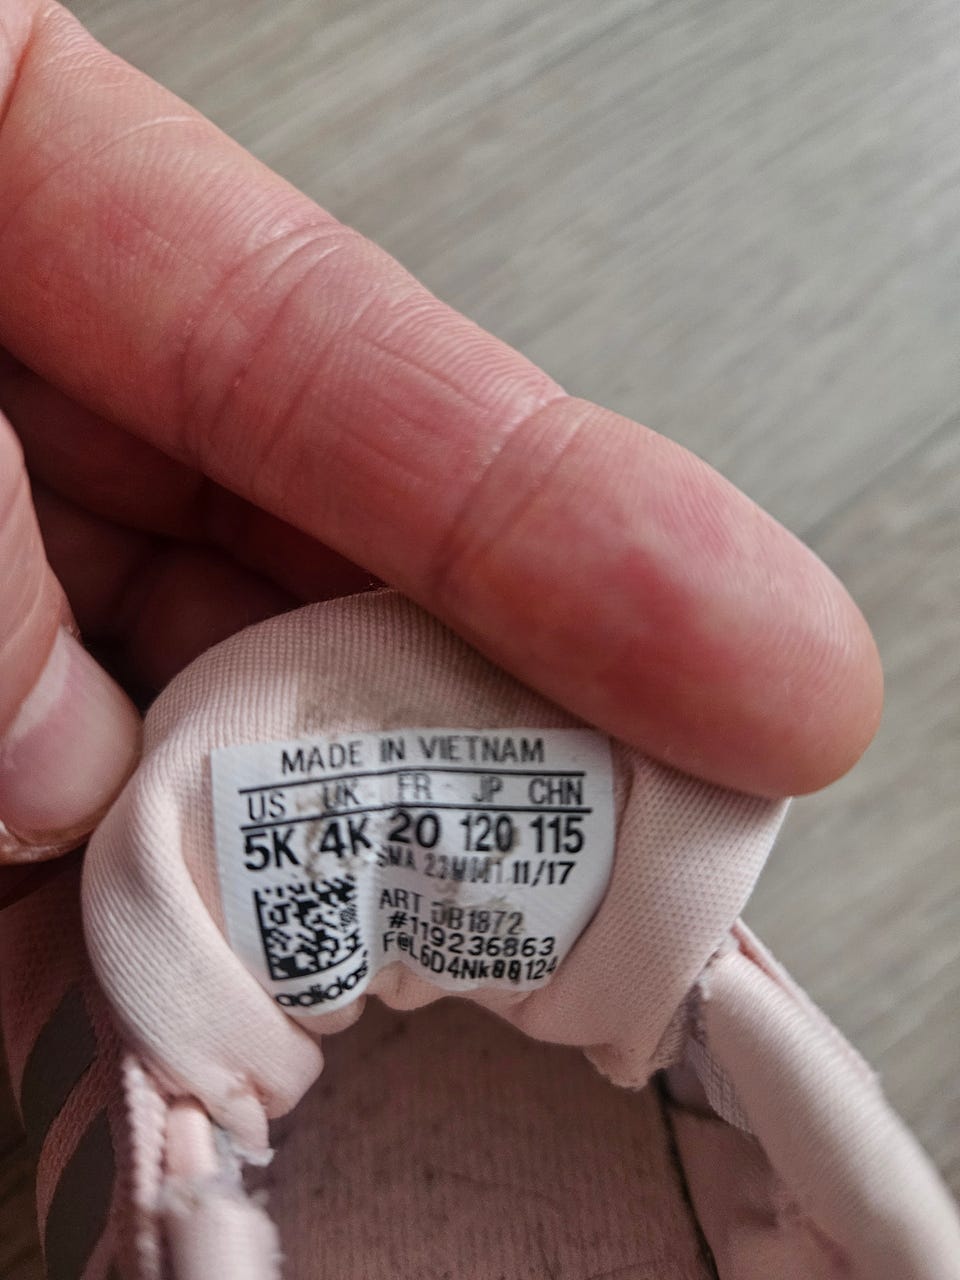 MADE IN VIETNAM
US UK FR JP CHN
5K 4K 20 120 115
11/17
ART DB1872
#119236863
F@L6D4Nk00124
adidas